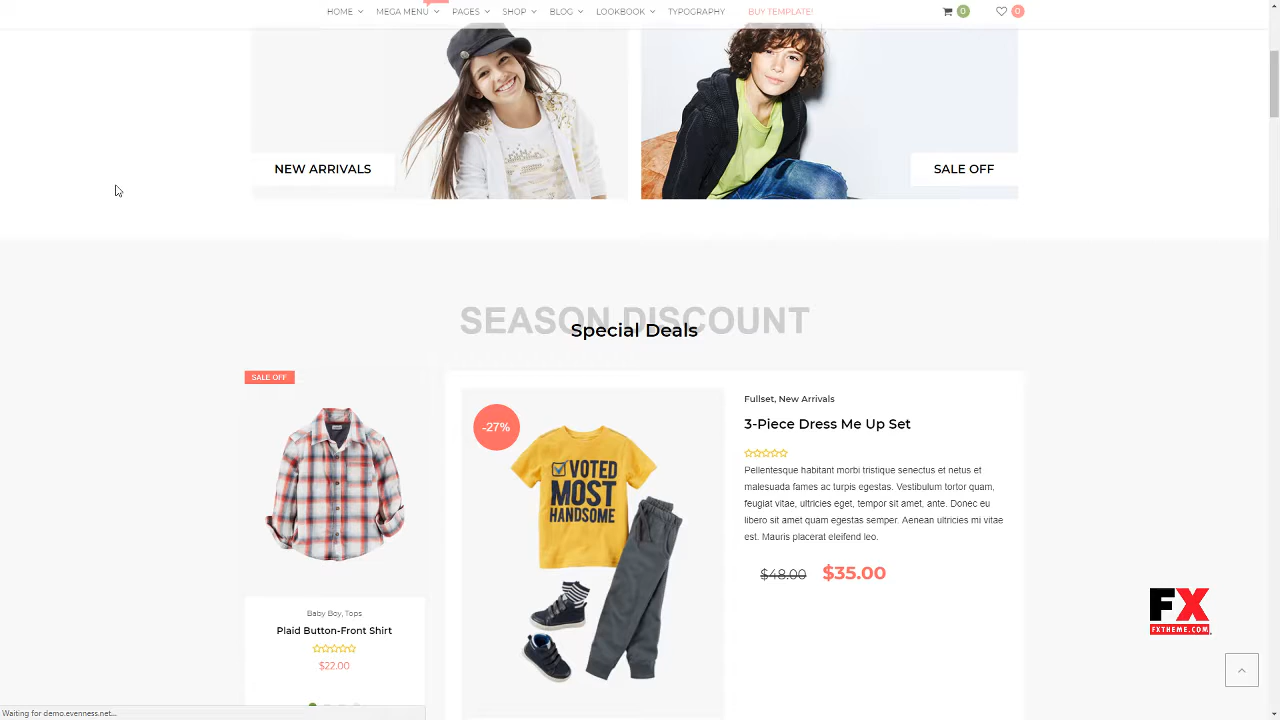 HOME MEGA MENU PAGES SHOP BLOG LOOKBOOK TYPOGRAPHY BUY TEMPLATE! 0 0
NEW ARRIVALS
SALE OFF
SEASON DISCOUNT
Special Deals
SALE OFF
Baby Boy, Tops
Plaid Button-Front Shirt
$22.00
-27%
VOTED
MOST
HANDSOME
Fullset, New Arrivals
3-Piece Dress Me Up Set
Pellentesque habitant morbi tristique senectus et netus et
malesuada fames ac turpis egestas. Vestibulum tortor quam,
feugiat vitae, ultricies eget, tempor sit amet, ante. Donec eu
libero sit amet quam egestas semper. Aenean ultricies mi vitae
est. Mauris placerat eleifend leo.
$48.00 $35.00
FX
FXTHEME.COM
Waiting for demo.evenness.net...